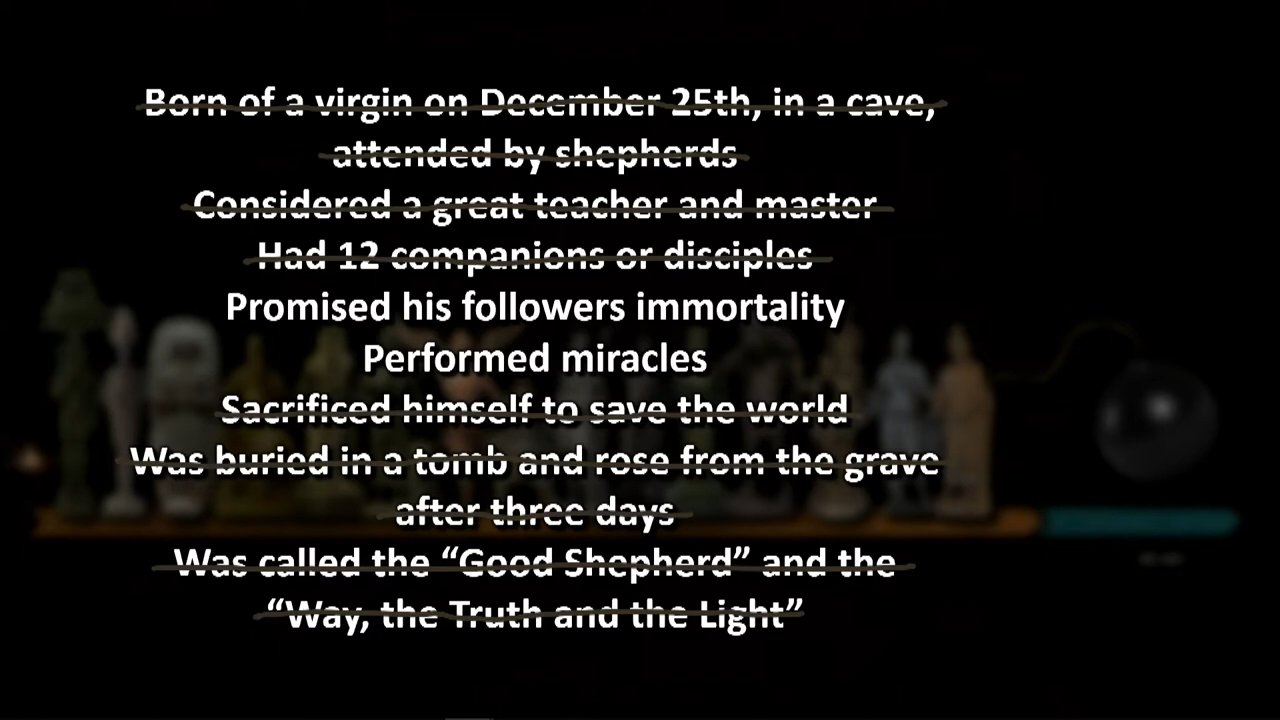 Born of a virgin on December 25th, in a cave,
attended by shepherds
Considered a great teacher and master
Had 12 companions or disciples
Promised his followers immortality
Performed miracles
Sacrificed himself to save the world
Was buried in a tomb and rose from the grave
after three days
Was called the “Good Shepherd” and the
“Way, the Truth and the Light”